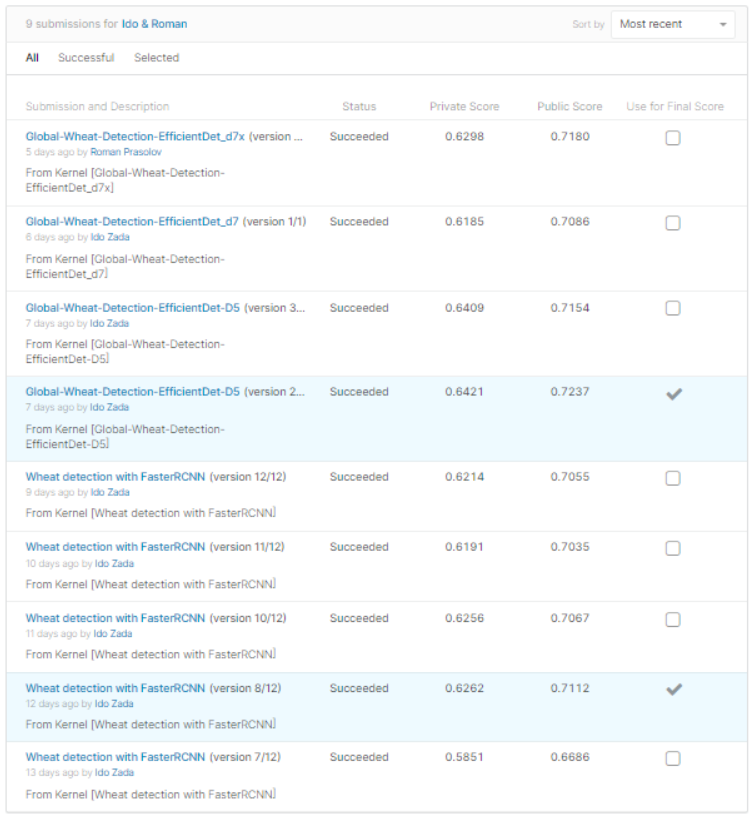 9 submissions for Ido & Roman
Sort by Most recent
All Successful Selected
Submission and Description Status Private Score Public Score Use for Final Score
Global-Wheat-Detection-EfficientDet_d7x (version ... Succeeded 0.6298 0.7180
5 days ago by Roman Prasolov
From Kernel [Global-Wheat-Detection-
EfficientDet_d7x]
Global-Wheat-Detection-EfficientDet_d7 (version 1/1) Succeeded 0.6185 0.7086
6 days ago by Ido Zada
From Kernel [Global-Wheat-Detection-
EfficientDet_d7]
Global-Wheat-Detection-EfficientDet-D5 (version 3... Succeeded 0.6409 0.7154
7 days ago by Ido Zada
From Kernel [Global-Wheat-Detection-
EfficientDet-D5]
Global-Wheat-Detection-EfficientDet-D5 (version 2... Succeeded 0.6421 0.7237
7 days ago by Ido Zada
From Kernel [Global-Wheat-Detection-
EfficientDet-D5]
Wheat detection with FasterRCNN (version 12/12) Succeeded 0.6214 0.7055
9 days ago by Ido Zada
From Kernel [Wheat detection with FasterRCNN]
Wheat detection with FasterRCNN (version 11/12) Succeeded 0.6191 0.7035
10 days ago by Ido Zada
From Kernel [Wheat detection with FasterRCNN]
Wheat detection with FasterRCNN (version 10/12) Succeeded 0.6256 0.7067
11 days ago by Ido Zada
From Kernel [Wheat detection with FasterRCNN]
Wheat detection with FasterRCNN (version 8/12) Succeeded 0.6262 0.7112
12 days ago by Ido Zada
From Kernel [Wheat detection with FasterRCNN]
Wheat detection with FasterRCNN (version 7/12) Succeeded 0.5851 0.6686
13 days ago by Ido Zada
From Kernel [Wheat detection with FasterRCNN]